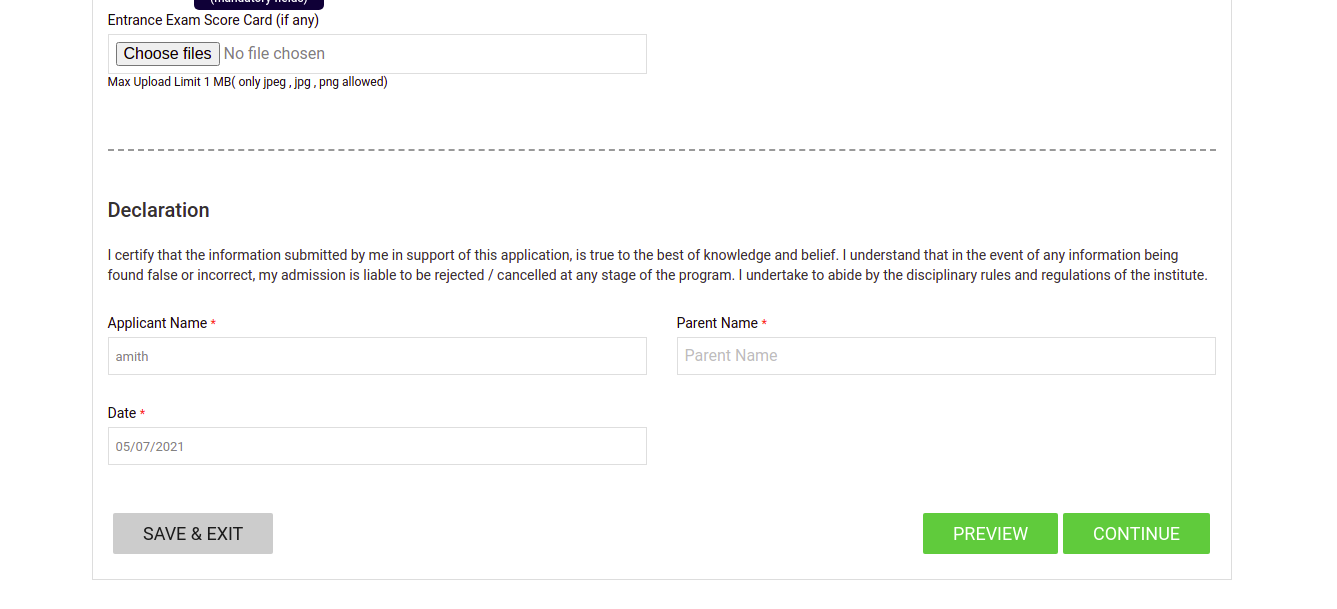 (mandatory fields)
Entrance Exam Score Card (if any)
Choose files No file chosen
Max Upload Limit 1 MB( only jpeg , jpg , png allowed)
Declaration
I certify that the information submitted by me in support of this application, is true to the best of knowledge and belief. I understand that in the event of any information being
found false or incorrect, my admission is liable to be rejected / cancelled at any stage of the program. I undertake to abide by the disciplinary rules and regulations of the institute.
Applicant Name * Parent Name *
amith Parent Name
Date *
05/07/2021
SAVE & EXIT PREVIEW CONTINUE